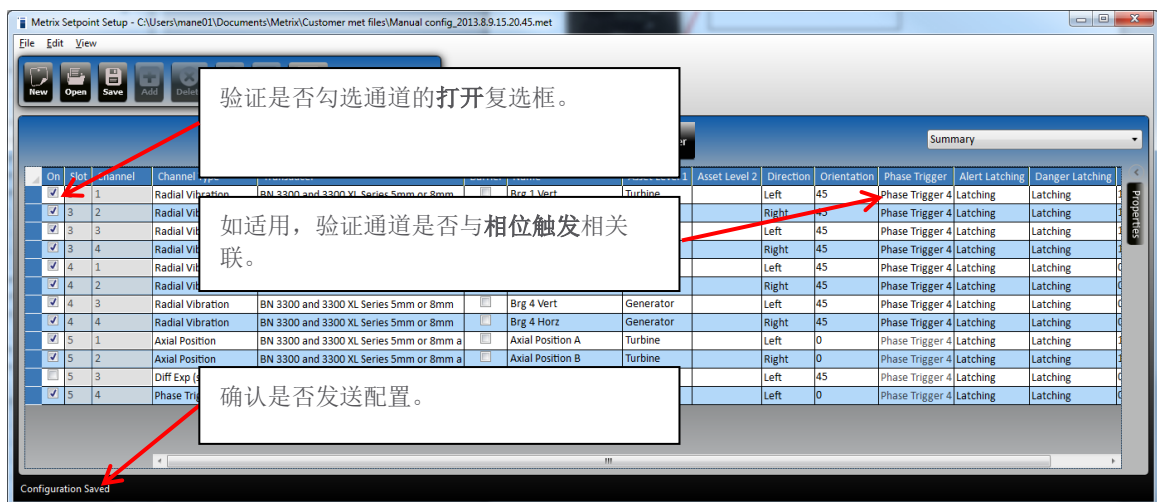 Metrix Setpoint Setup - C:\Users\mane01\Documents\Metrix\Customer met files\Manual config_2013.8.9.15.20.45.met
File Edit View
New Open Save Add
验证是否勾选通道的打开复选框。
Summary
On Slot Channel Channel Type Asset Level 2 Direction Orientation Phase Trigger Alert Latching Danger Latching
Properties
1 Radial Vibration BN 3300 and 3300 XL Series 5mm or 8mm Brg 1 Vert Turbine Left 45 Phase Trigger 4 Latching Latching
3 2 Radial Right 45 Phase Trigger 4 Latching Latching
如适用，验证通道是否与相位触发相关
联。
3 3 Radial Left 45 Phase Trigger 4 Latching Latching
3 4 Radial Right 45 Phase Trigger 4 Latching Latching
4 1 Radial Left 45 Phase Trigger 4 Latching Latching
4 2 Radial Right 45 Phase Trigger 4 Latching Latching
4 3 Radial Vibration BN 3300 and 3300 XL Series 5mm or 8mm Brg 4 Vert Generator Left 45 Phase Trigger 4 Latching Latching
4 4 Radial Vibration BN 3300 and 3300 XL Series 5mm or 8mm Brg 4 Horz Generator Right 45 Phase Trigger 4 Latching Latching
5 1 Axial Position BN 3300 and 3300 XL Series 5mm or 8mm a Axial Position A Turbine Left 0 Phase Trigger 4 Latching Latching
5 2 Axial Position BN 3300 and 3300 XL Series 5mm or 8mm a Axial Position B Turbine Right 0 Phase Trigger 4 Latching Latching
5 3 Diff Exp Left 45 Phase Trigger 4 Latching Latching
5 4 Phase Left 0 Phase Trigger 4 Latching Latching
确认是否发送配置。
Configuration Saved